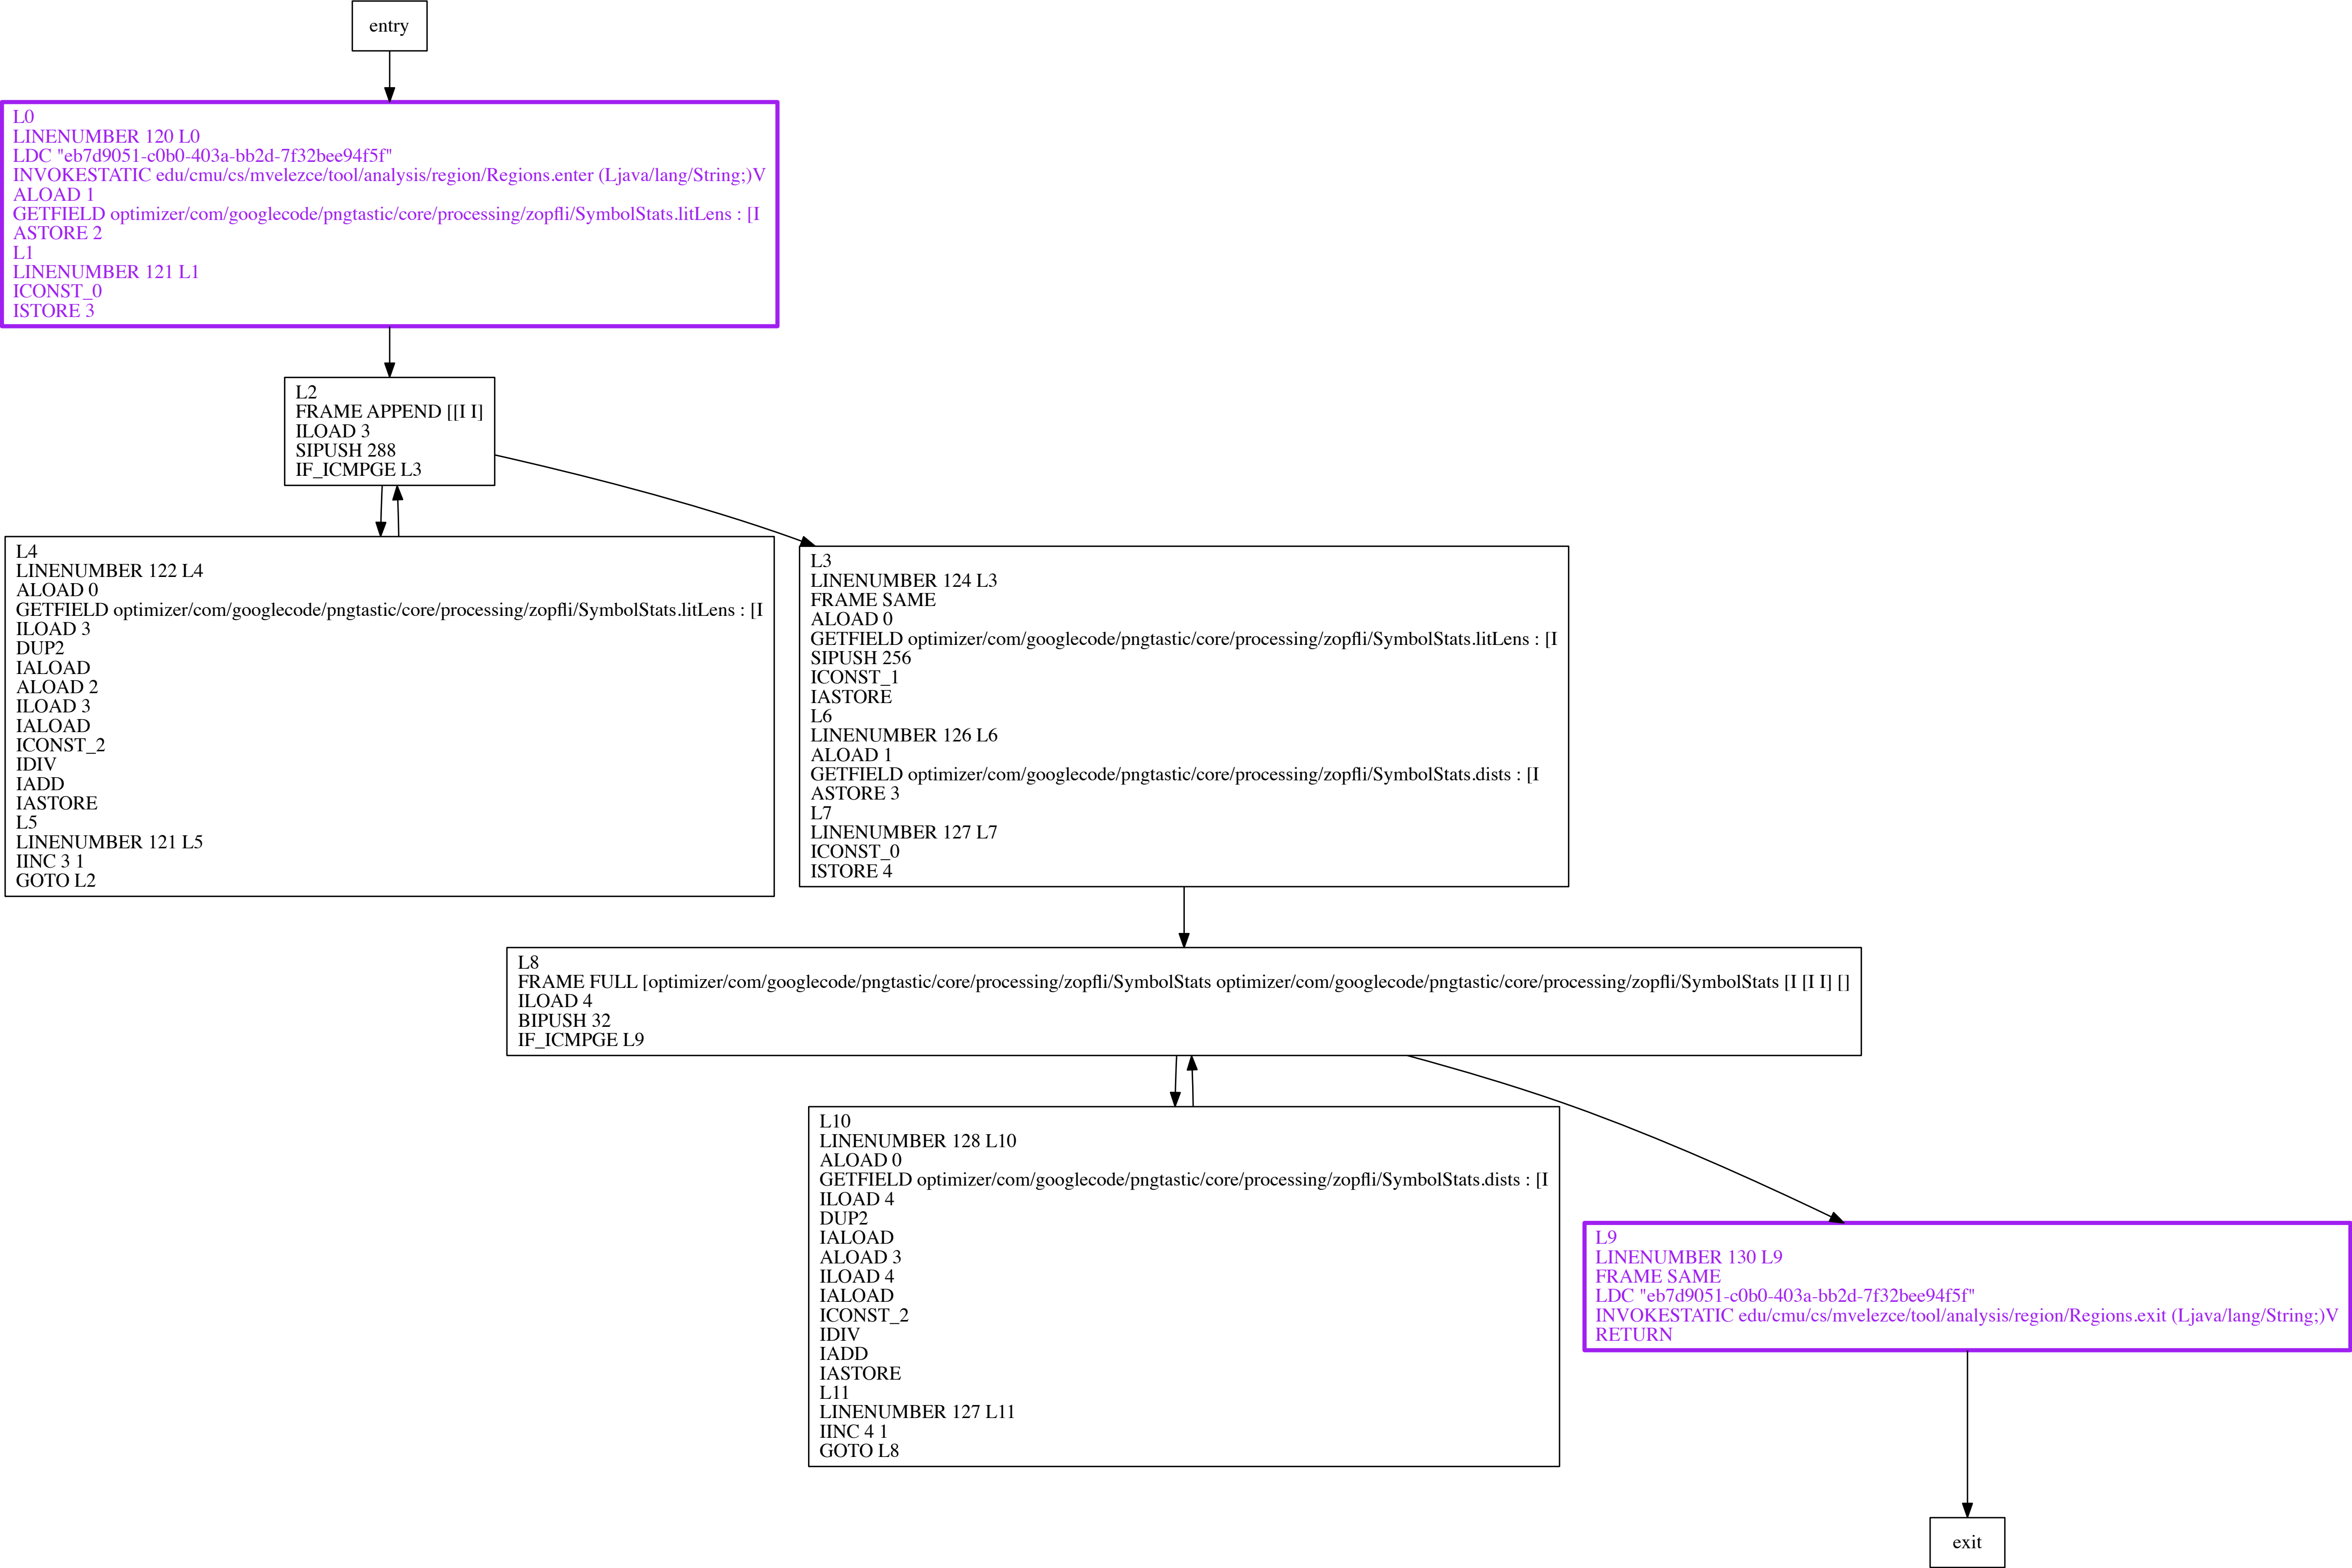 entry
L0
LINENUMBER 120 L0
LDC "eb7d9051-c0b0-403a-bb2d-7f32bee94f5f"
INVOKESTATIC edu/cmu/cs/mvelezce/tool/analysis/region/Regions.enter (Ljava/lang/String;)V
ALOAD 1
GETFIELD optimizer/com/googlecode/pngtastic/core/processing/zopfli/SymbolStats.litLens : [I
ASTORE 2
L1
LINENUMBER 121 L1
ICONST_0
ISTORE 3
L2
FRAME APPEND [[I I]
ILOAD 3
SIPUSH 288
IF_ICMPGE L3
L4
LINENUMBER 122 L4
ALOAD 0
GETFIELD optimizer/com/googlecode/pngtastic/core/processing/zopfli/SymbolStats.litLens : [I
ILOAD 3
DUP2
IALOAD
ALOAD 2
ILOAD 3
IALOAD
ICONST_2
IDIV
IADD
IASTORE
L5
LINENUMBER 121 L5
IINC 3 1
GOTO L2
L3
LINENUMBER 124 L3
FRAME SAME
ALOAD 0
GETFIELD optimizer/com/googlecode/pngtastic/core/processing/zopfli/SymbolStats.litLens : [I
SIPUSH 256
ICONST_1
IASTORE
L6
LINENUMBER 126 L6
ALOAD 1
GETFIELD optimizer/com/googlecode/pngtastic/core/processing/zopfli/SymbolStats.dists : [I
ASTORE 3
L7
LINENUMBER 127 L7
ICONST_0
ISTORE 4
L8
FRAME FULL [optimizer/com/googlecode/pngtastic/core/processing/zopfli/SymbolStats optimizer/com/googlecode/pngtastic/core/processing/zopfli/SymbolStats [I [I I] []
ILOAD 4
BIPUSH 32
IF_ICMPGE L9
L10
LINENUMBER 128 L10
ALOAD 0
GETFIELD optimizer/com/googlecode/pngtastic/core/processing/zopfli/SymbolStats.dists : [I
ILOAD 4
DUP2
IALOAD
ALOAD 3
ILOAD 4
IALOAD
ICONST_2
IDIV
IADD
IASTORE
L11
LINENUMBER 127 L11
IINC 4 1
GOTO L8
L9
LINENUMBER 130 L9
FRAME SAME
LDC "eb7d9051-c0b0-403a-bb2d-7f32bee94f5f"
INVOKESTATIC edu/cmu/cs/mvelezce/tool/analysis/region/Regions.exit (Ljava/lang/String;)V
RETURN
exit